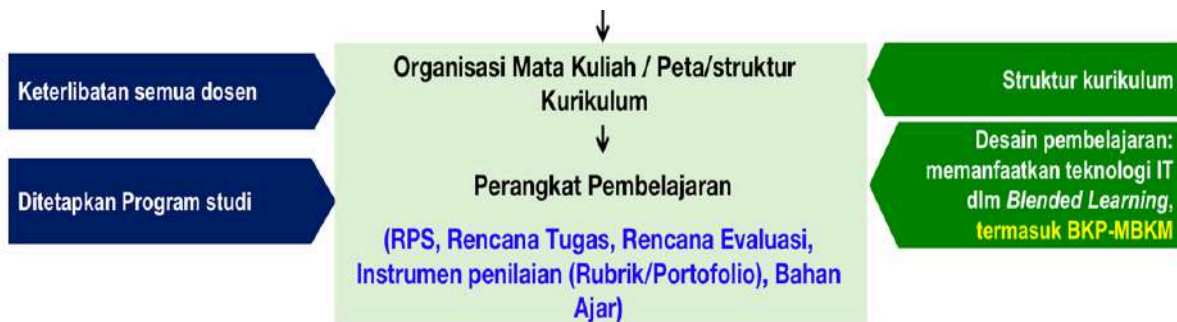 Keterlibatan semua dosen
Organisasi Mata Kuliah / Peta/struktur
Kurikulum
Struktur kurikulum
Ditetapkan Program studi
Perangkat Pembelajaran
(RPS, Rencana Tugas, Rencana Evaluasi,
Instrumen penilaian (Rubrik/Portofolio), Bahan
Ajar)
Desain pembelajaran:
memanfaatkan teknologi IT
dlm Blended Learning,
termasuk BKP-MBKM